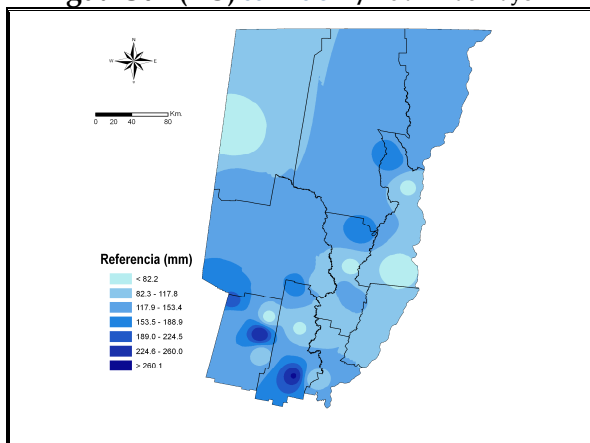 N
W E
Km.
0 20 40 80
Referencia (mm)
< 82.2
82.3 - 117.8
117.9 - 153.4
153.5 - 188.9
189.0 - 224.5
224.6 - 260.0
> 260.1